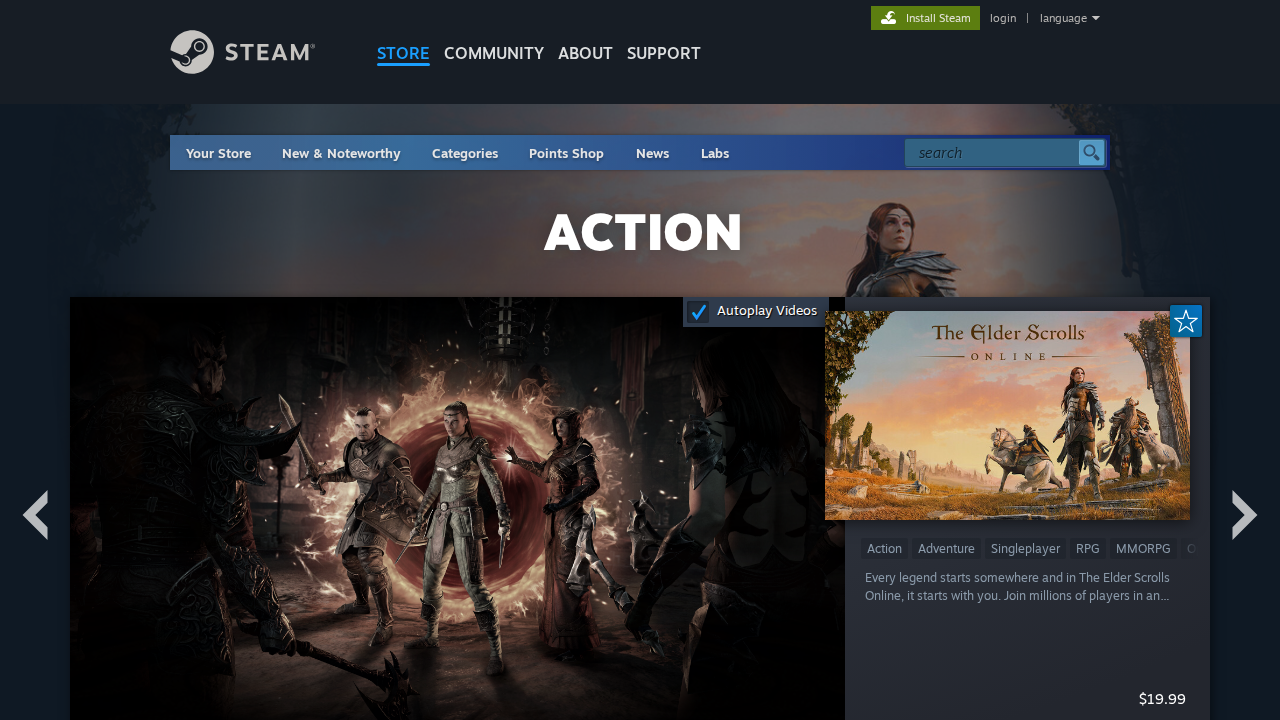 Install Steam login | language
STEAM®
STORE COMMUNITY ABOUT SUPPORT
Your Store New & Noteworthy Categories Points Shop News Labs search
ACTION
Autoplay Videos
The Elder Scrolls
ONLINE
Action Adventure Singleplayer RPG MMORPG
Every legend starts somewhere and in The Elder Scrolls
Online, it starts with you. Join millions of players in an...
$19.99